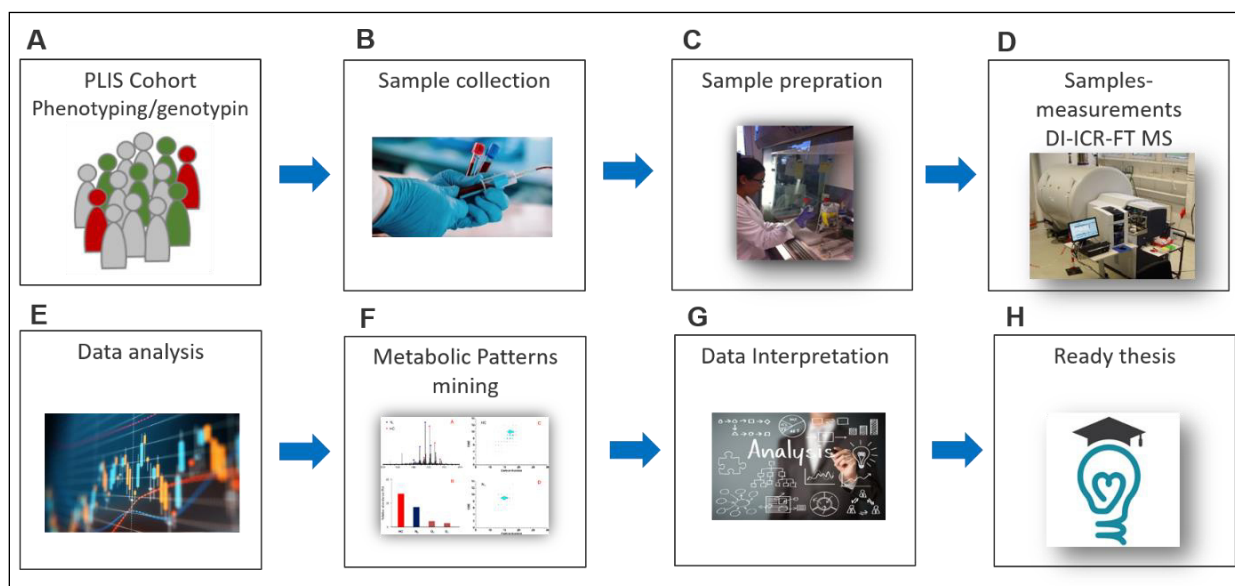 A
PLIS Cohort
Phenotyping/genotypin
B
Sample collection
C
Sample prepration
D
Samples-
measurements
DI-ICR-FT MS
E
Data analysis
F
Metabolic Patterns
mining
G
Data Interpretation
Analysis
H
Ready thesis